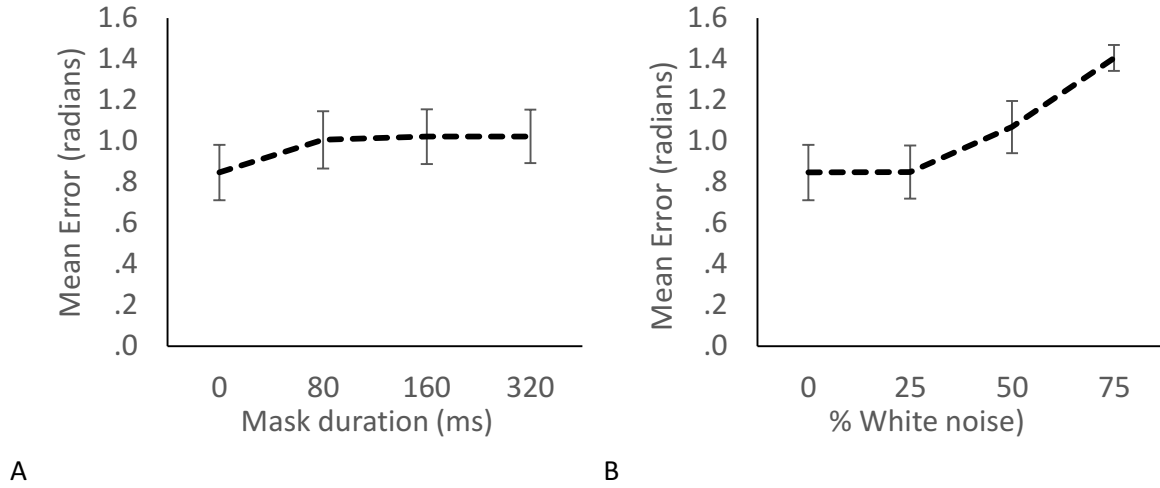 Mean Error (radians)
1.6
1.4
1.2
1.0
.8
.6
.4
.2
.0
0 80 160 320
Mask duration (ms)
A
Mean Error (radians)
1.6
1.4
1.2
1.0
.8
.6
.4
.2
.0
0 25 50 75
% White noise)
B